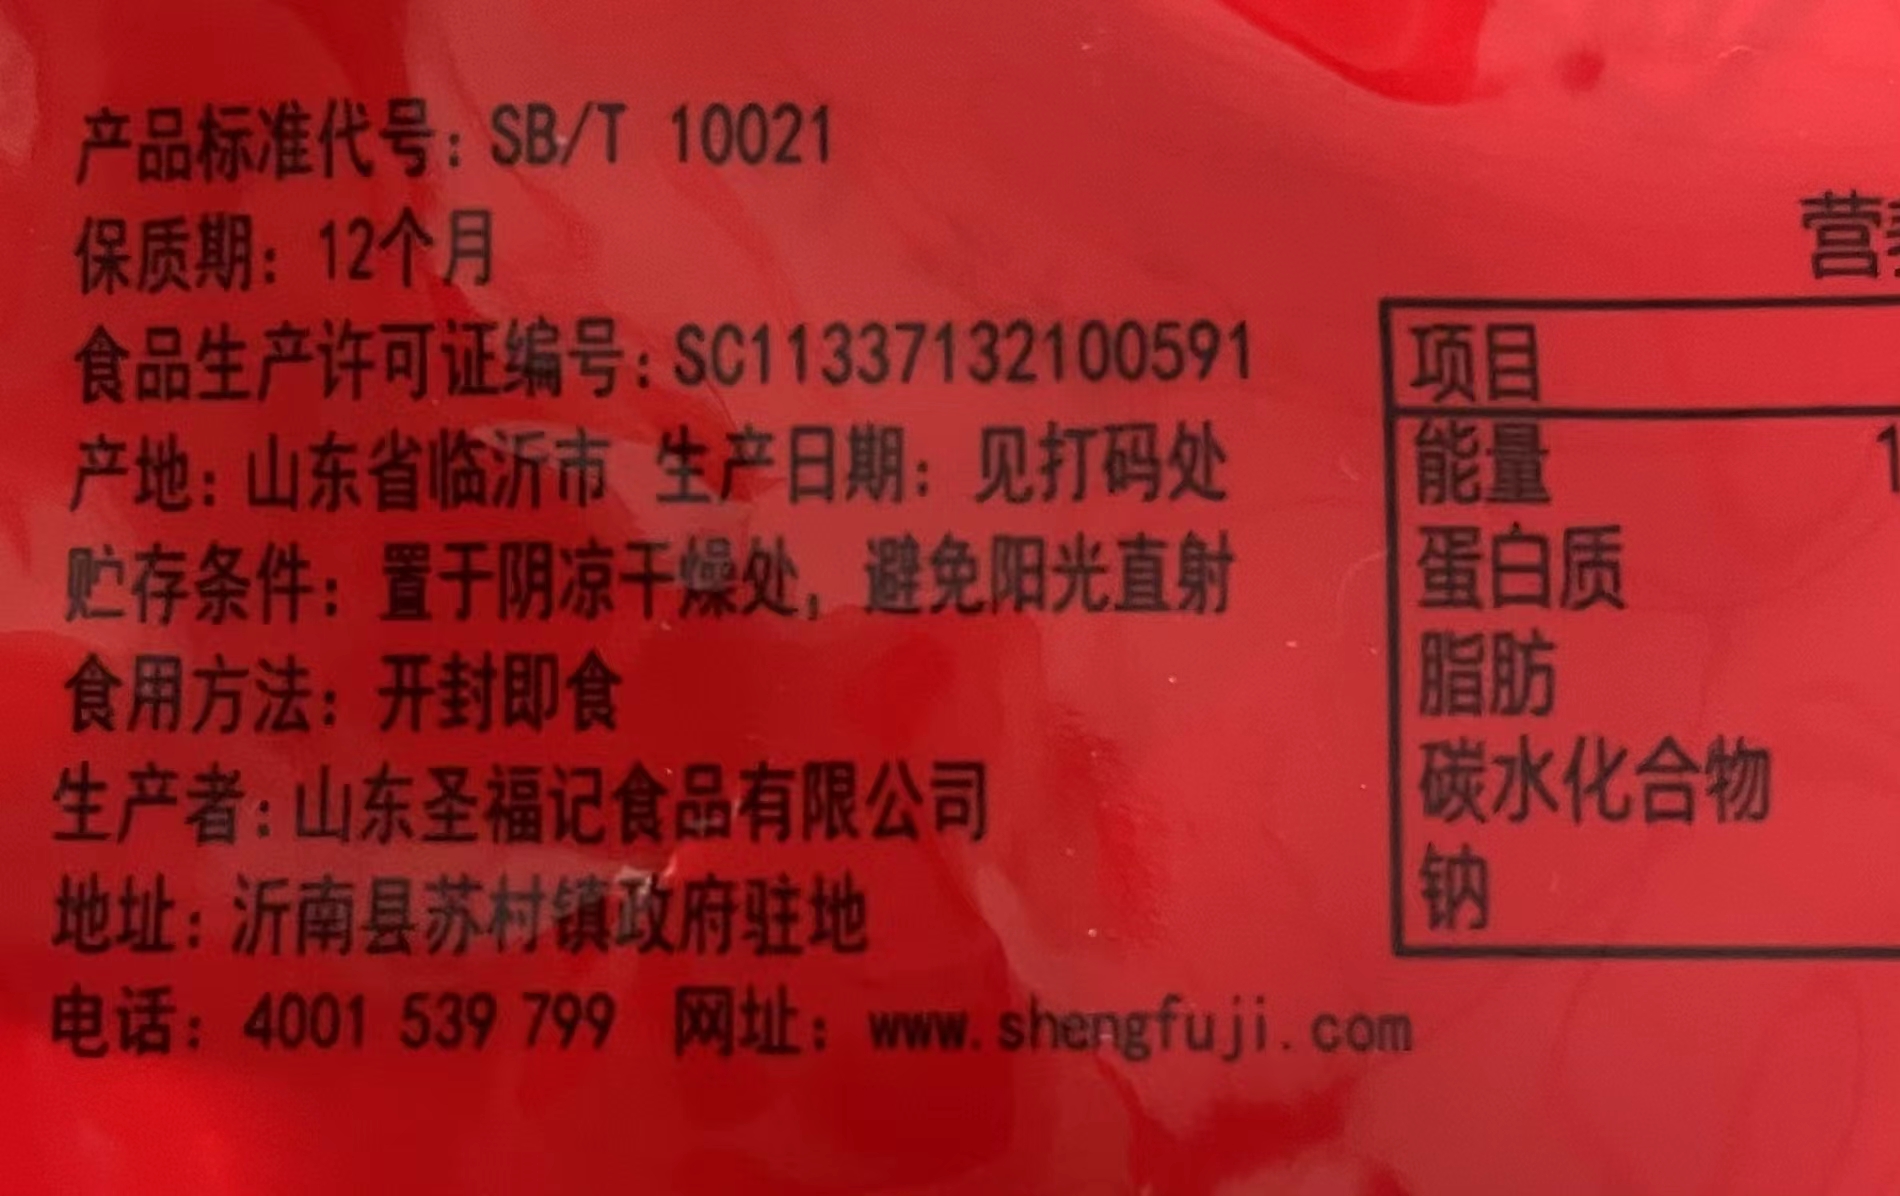 产品标准代号: SB/T 10021
保质期: 12个月
食品生产许可证编号: SC11337132100591
产地: 山东省临沂市 生产日期: 见打码处
贮存条件: 置于阴凉干燥处, 避免阳光直射
食用方法: 开封即食
生产者: 山东圣福记食品有限公司
地址: 沂南县苏村镇政府驻地
电话: 4001 539 799 网址: www.shengfuji.com
营
项目
能量 1
蛋白质
脂肪
碳水化合物
钠